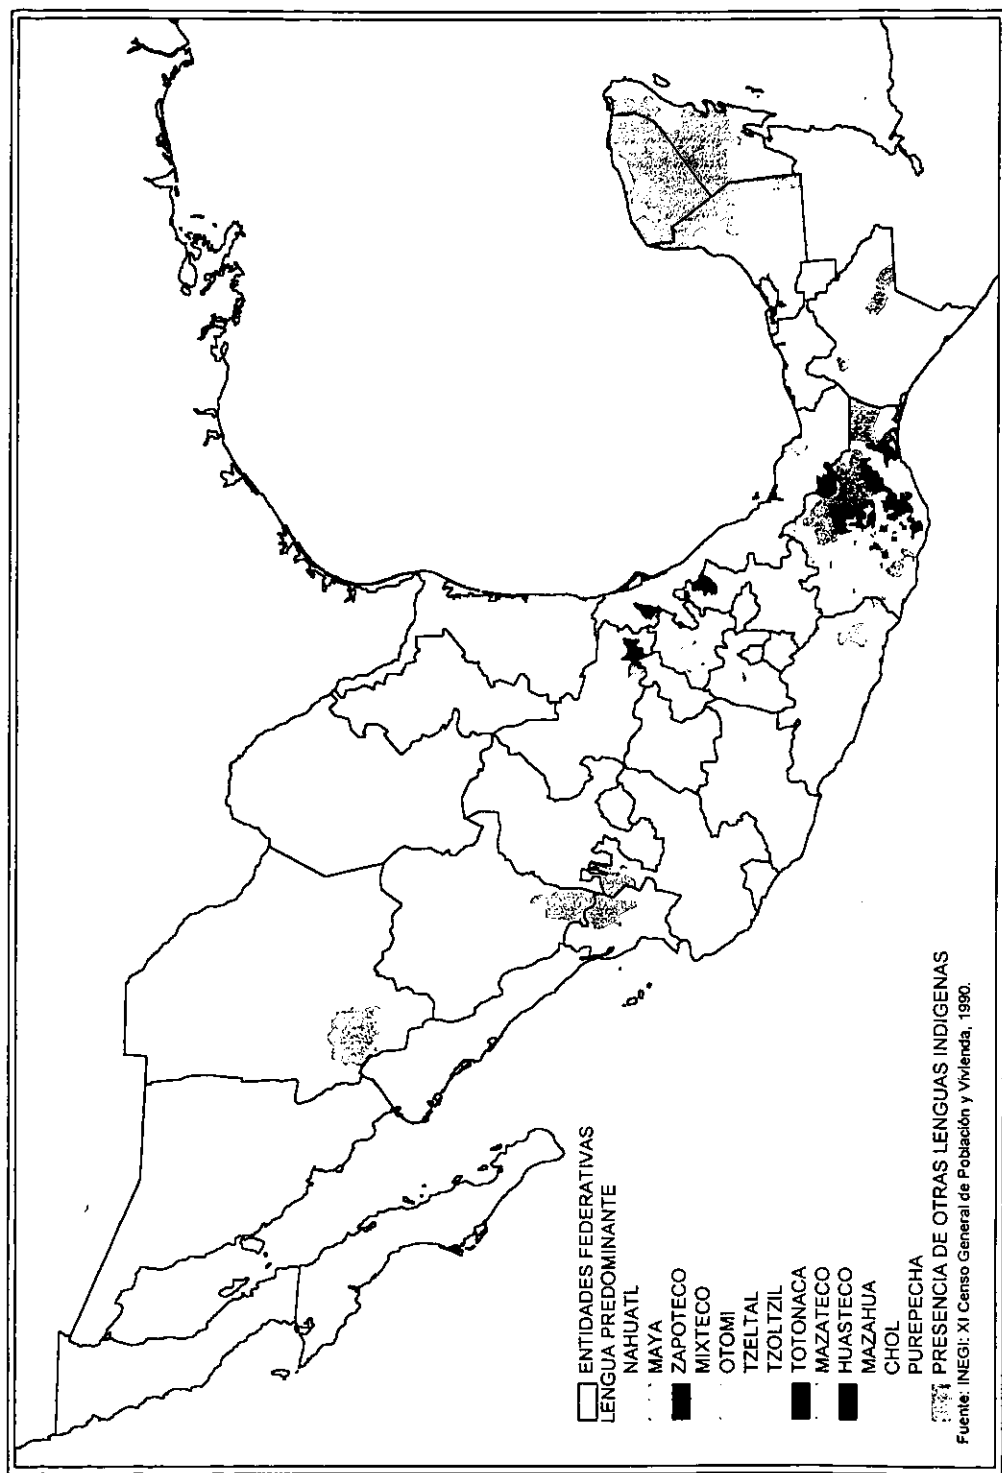 ENTIDADES FEDERATIVAS
LENGUA PREDOMINANTE
NAHUATL
MAYA
ZAPOTECO
MIXTECO
OTOMI
TZELTAL
TZOLTZIL
TOTONACA
MAZATECO
HUASTECO
MAZAHUA
CHOL
PUREPECHA
PRESENCIA DE OTRAS LENGUAS INDIGENAS
Fuente: INEGI: XI Censo General de Población y Vivienda, 1990.